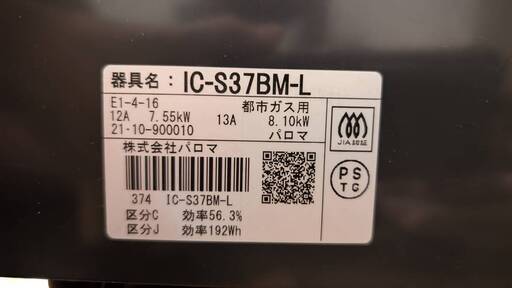 器具名：IC-S37BM-L
E1-4-16 都市ガス用
12A 7.55kW 13A 8.10kW
21-10-900010 パロマ
株式会社パロマ
374 IC-S37BM-L
区分C 効率56.3%
区分J 効率192Wh
JIA認証
PS
TG